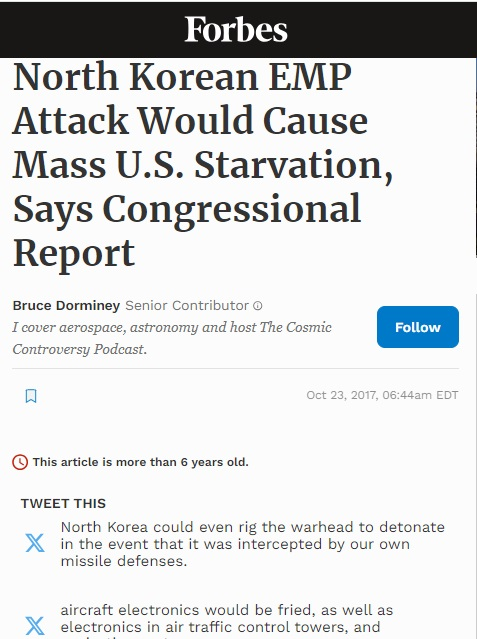 Forbes
North Korean EMP
Attack Would Cause
Mass U.S. Starvation,
Says Congressional
Report
Bruce Dorminey Senior Contributor
I cover aerospace, astronomy and host The Cosmic
Controversy Podcast.
Follow
Oct 23, 2017, 06:44am EDT
This article is more than 6 years old.
TWEET THIS
North Korea could even rig the warhead to detonate
in the event that it was intercepted by our own
missile defenses.
aircraft electronics would be fried, as well as
electronics in air traffic control towers, and